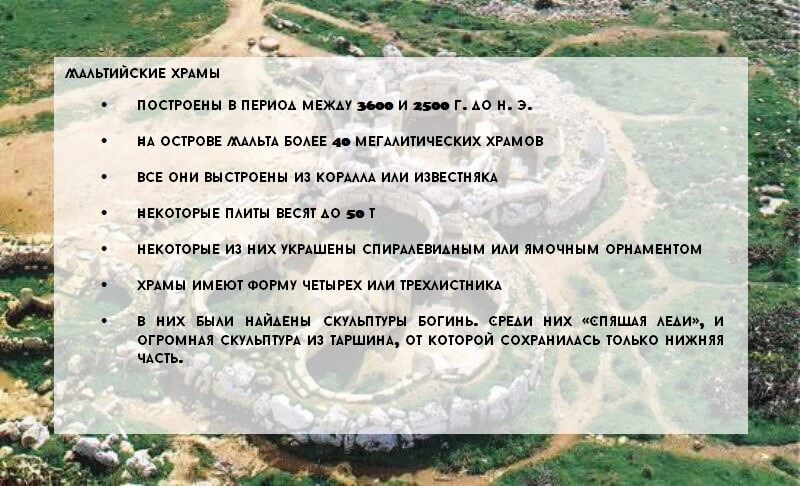 МАЛЬТИЙСКИЕ ХРАМЫ
• ПОСТРОЕНЫ В ПЕРИОД МЕЖДУ 3600 И 2500 Г. ДО Н. Э.
• НА ОСТРОВЕ МАЛЬТА БОЛЕЕ 40 МЕГАЛИТИЧЕСКИХ ХРАМОВ
• ВСЕ ОНИ ВЫСТРОЕНЫ ИЗ КОРАЛЛА ИЛИ ИЗВЕСТНЯКА
• НЕКОТОРЫЕ ПЛИТЫ ВЕСЯТ ДО 50 Т
• НЕКОТОРЫЕ ИЗ НИХ УКРАШЕНЫ СПИРАЛЕВИДНЫМ ИЛИ ЯМОЧНЫМ ОРНАМЕНТОМ
• ХРАМЫ ИМЕЮТ ФОРМУ ЧЕТЫРЕХ ИЛИ ТРЕХЛИСТНИКА
• В НИХ БЫЛИ НАЙДЕНЫ СКУЛЬПТУРЫ БОГИНЬ. СРЕДИ НИХ «СПЯЩАЯ ЛЕДИ», И
ОГРОМНАЯ СКУЛЬПТУРА ИЗ ТАРШИНА, ОТ КОТОРОЙ СОХРАНИЛАСЬ ТОЛЬКО НИЖНЯЯ
ЧАСТЬ.